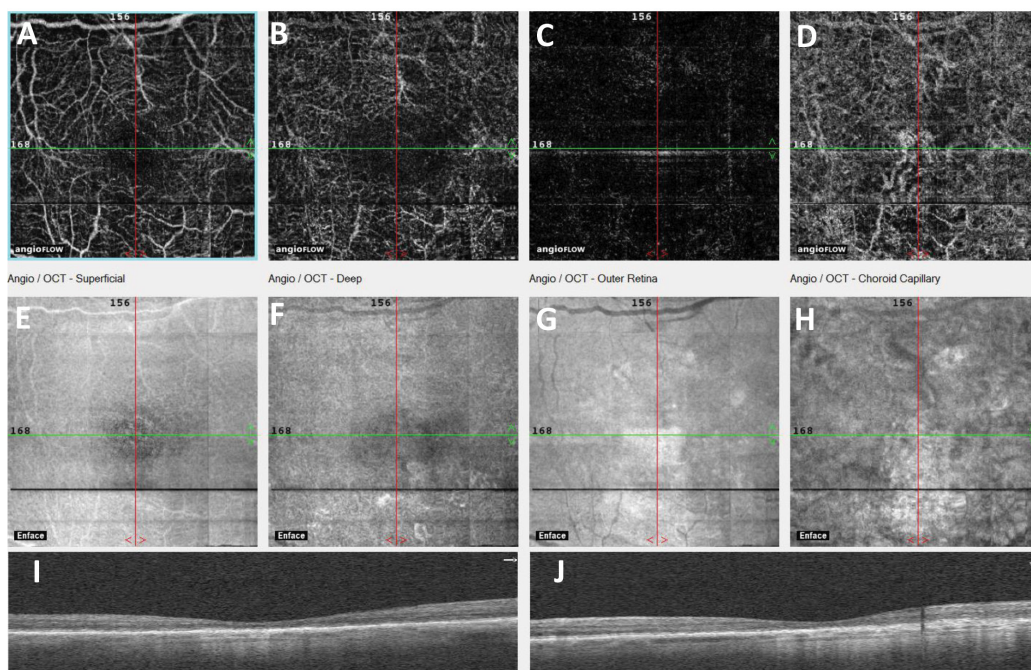 A
156
168
angioFLOW
B
156
168
angioFLOW
C
156
168
angioFLOW
D
156
168
angioFLOW
Angio / OCT - Superficial
Angio / OCT - Deep
Angio / OCT - Outer Retina
Angio / OCT - Choroid Capillary
E
156
168
Enface
F
156
168
Enface
G
156
168
Enface
H
156
168
Enface
I
J